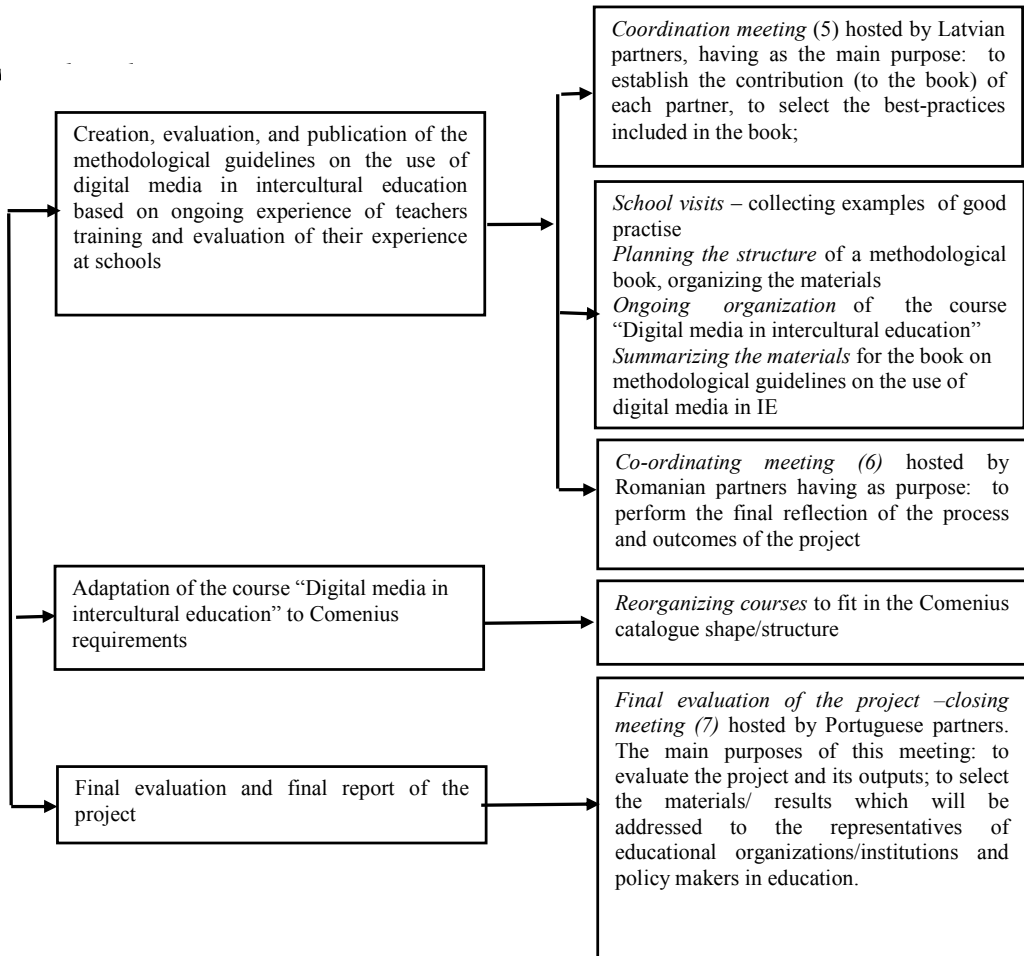 Coordination meeting (5) hosted by Latvian
partners, having as the main purpose: to
establish the contribution (to the book) of
each partner, to select the best-practices
included in the book;
Creation, evaluation, and publication of the
methodological guidelines on the use of
digital media in intercultural education
based on ongoing experience of teachers
training and evaluation of their experience
at schools
School visits – collecting examples of good
practise
Planning the structure of a methodological
book, organizing the materials
Ongoing organization of the course
“Digital media in intercultural education”
Summarizing the materials for the book on
methodological guidelines on the use of
digital media in IE
Co-ordinating meeting (6) hosted by
Romanian partners having as purpose: to
perform the final reflection of the process
and outcomes of the project
Adaptation of the course “Digital media in
intercultural education” to Comenius
requirements
Reorganizing courses to fit in the Comenius
catalogue shape/structure
Final evaluation and final report of the
project
Final evaluation of the project –closing
meeting (7) hosted by Portuguese partners.
The main purposes of this meeting: to
evaluate the project and its outputs; to select
the materials/ results which will be
addressed to the representatives of
educational organizations/institutions and
policy makers in education.